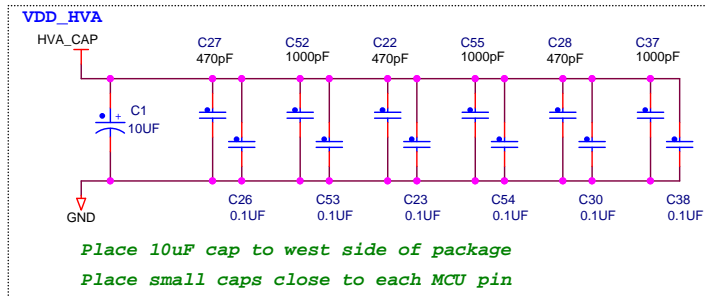 VDD_HVA
HVA_CAP
C27 C52 C22 C55 C28 C37
470pF 1000pF 470pF 1000pF 470pF 1000pF
C1
+
10UF
C26 C53 C23 C54 C30 C38
0.1UF 0.1UF 0.1UF 0.1UF 0.1UF 0.1UF
GND
Place 10uF cap to west side of package
Place small caps close to each MCU pin